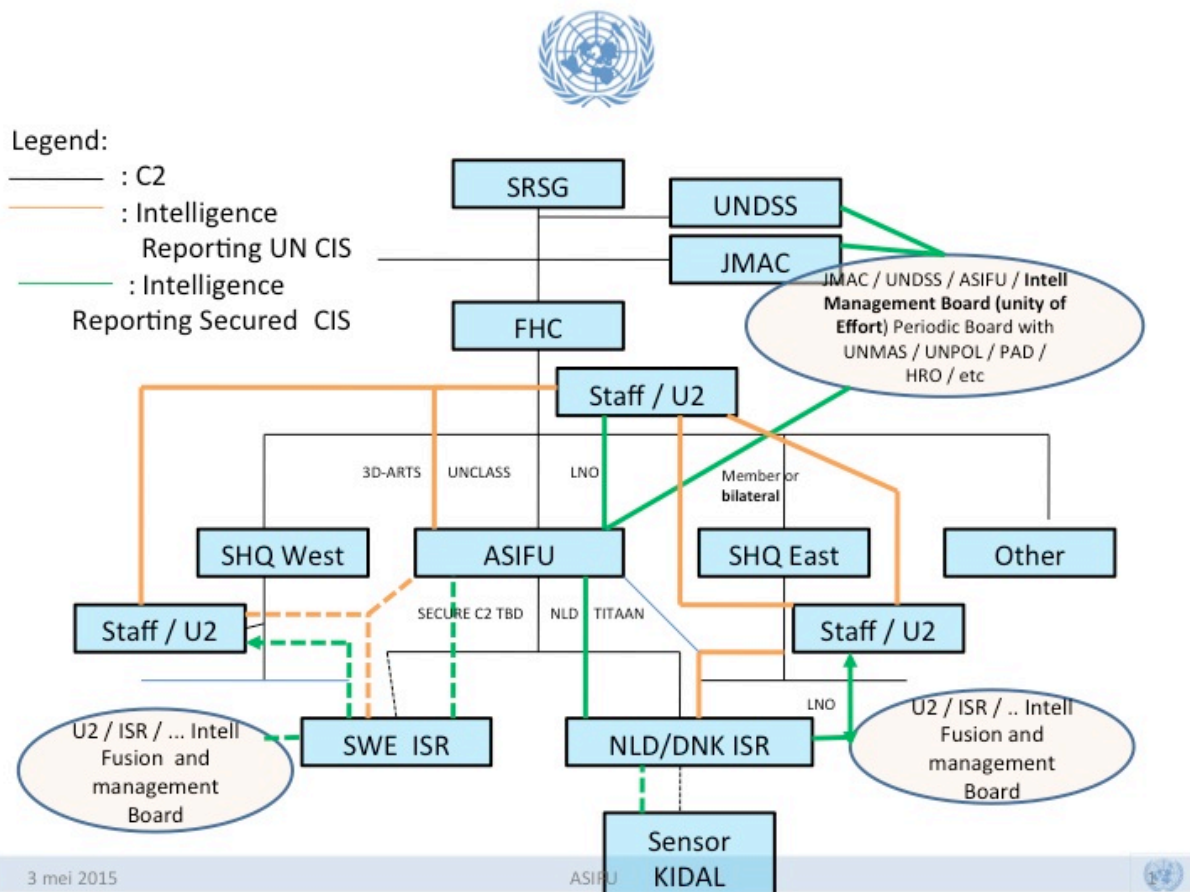 Legend:
: C2
: Intelligence
Reporting UN CIS
: Intelligence
Reporting Secured CIS
SRSG
UNDSS
JMAC
JMAC / UNDSS / ASIFU / Intell
Management Board (unity of
Effort) Periodic Board with
UNMAS / UNPOL / PAD /
HRO / etc
FHC
Staff / U2
3D-ARTS
UNCLASS
LNO
Member or
bilateral
SHQ West
ASIFU
SHQ East
Other
Staff / U2
SECURE C2 TBD
NLD
TITAAN
Staff / U2
LNO
U2 / ISR / ... Intell
Fusion and
management
Board
SWE ISR
NLD/DNK ISR
U2 / ISR / .. Intell
Fusion and
management
Board
Sensor
KIDAL
3 mei 2015
ASIFU
1